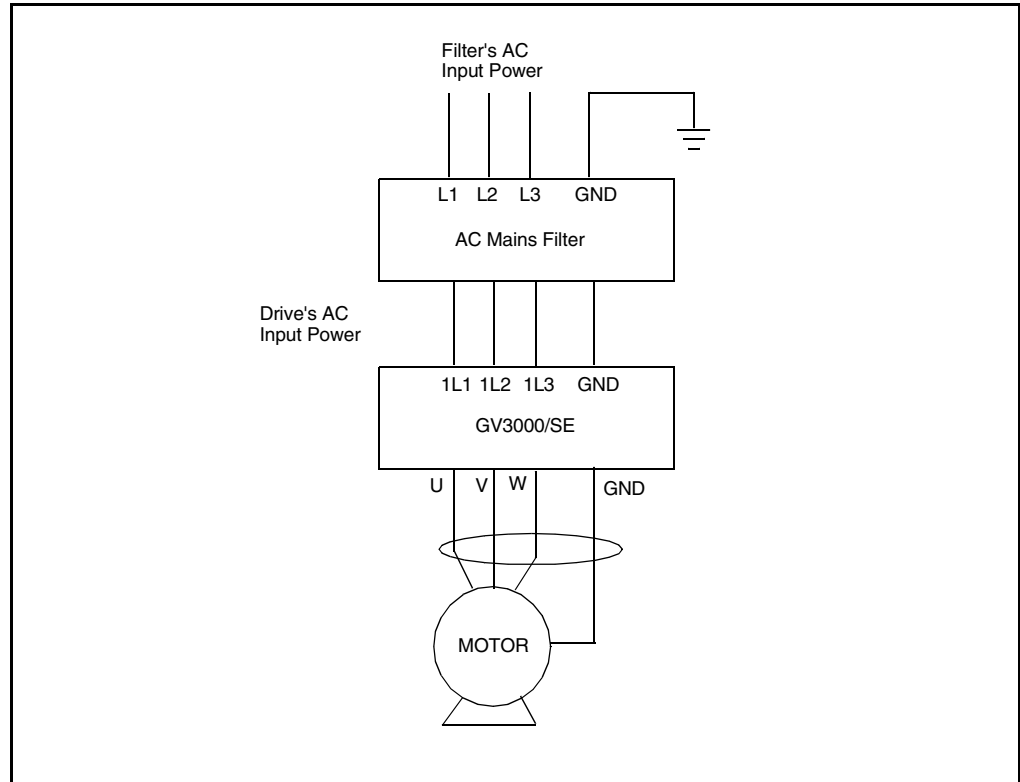 Filter's AC
Input Power
L1 L2 L3 GND
AC Mains Filter
Drive's AC
Input Power
1L1 1L2 1L3 GND
GV3000/SE
U V W GND
MOTOR